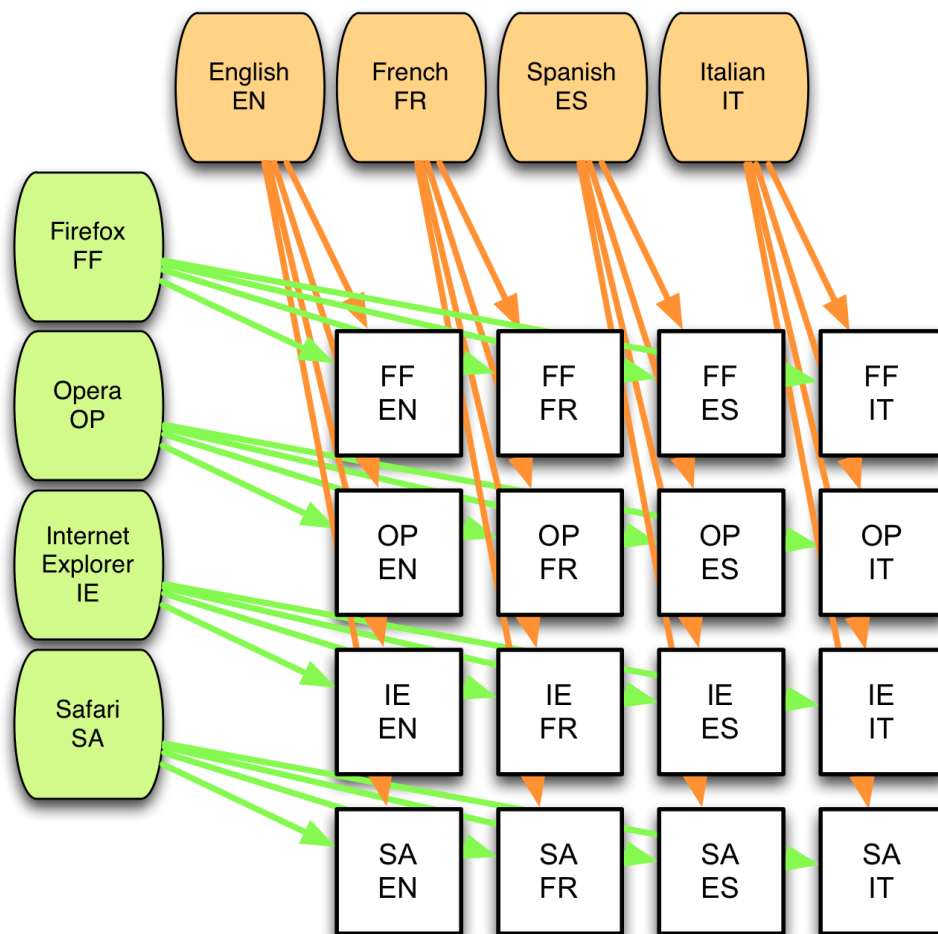 English
EN
French
FR
Spanish
ES
Italian
IT
Firefox
FF
Opera
OP
Internet
Explorer
IE
Safari
SA
FF
EN
FF
FR
FF
ES
FF
IT
OP
EN
OP
FR
OP
ES
OP
IT
IE
EN
IE
FR
IE
ES
IE
IT
SA
EN
SA
FR
SA
ES
SA
IT